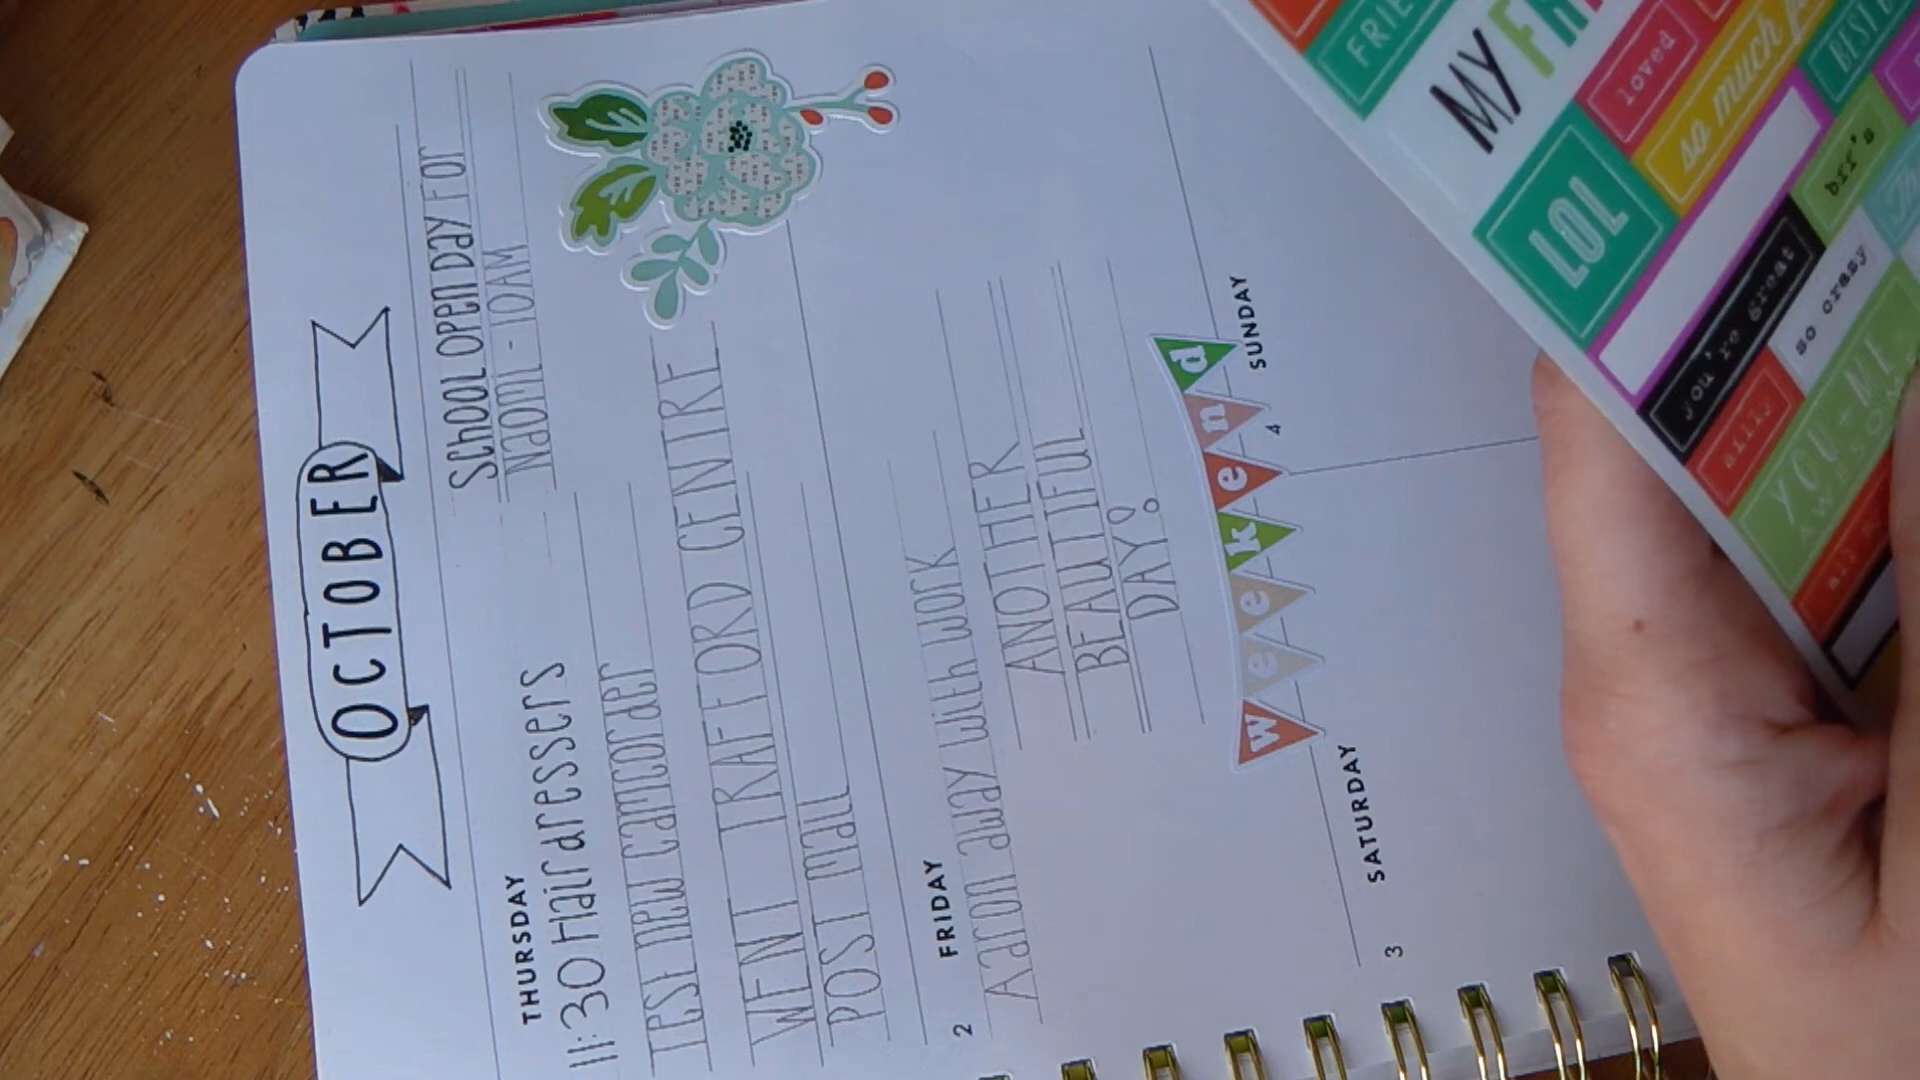 OCTOBER
THURSDAY
11:30 Hairdressers
SCHOOL OPEN DAY FOR
NAOMI - 10AM
TEST NEW CAMCORDER
WENT TRAFFORD CENTRE
POST MAIL
2 FRIDAY
AARON AWAY WITH WORK
ANOTHER
BEAUTIFUL
DAY!
weekend
3 SATURDAY
4 SUNDAY
MY
LOL
loved
so much
BEST
bff's
you're great
so crazy
silly
YOU + ME